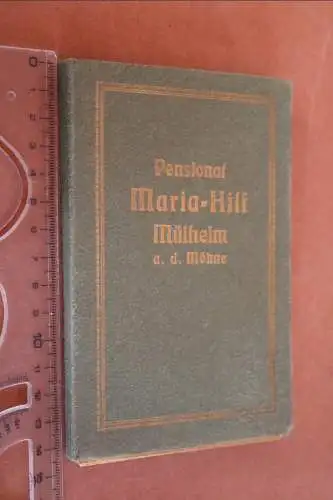 Pensionat
Maria-Hilf
Mülheim
a. d. Möhne